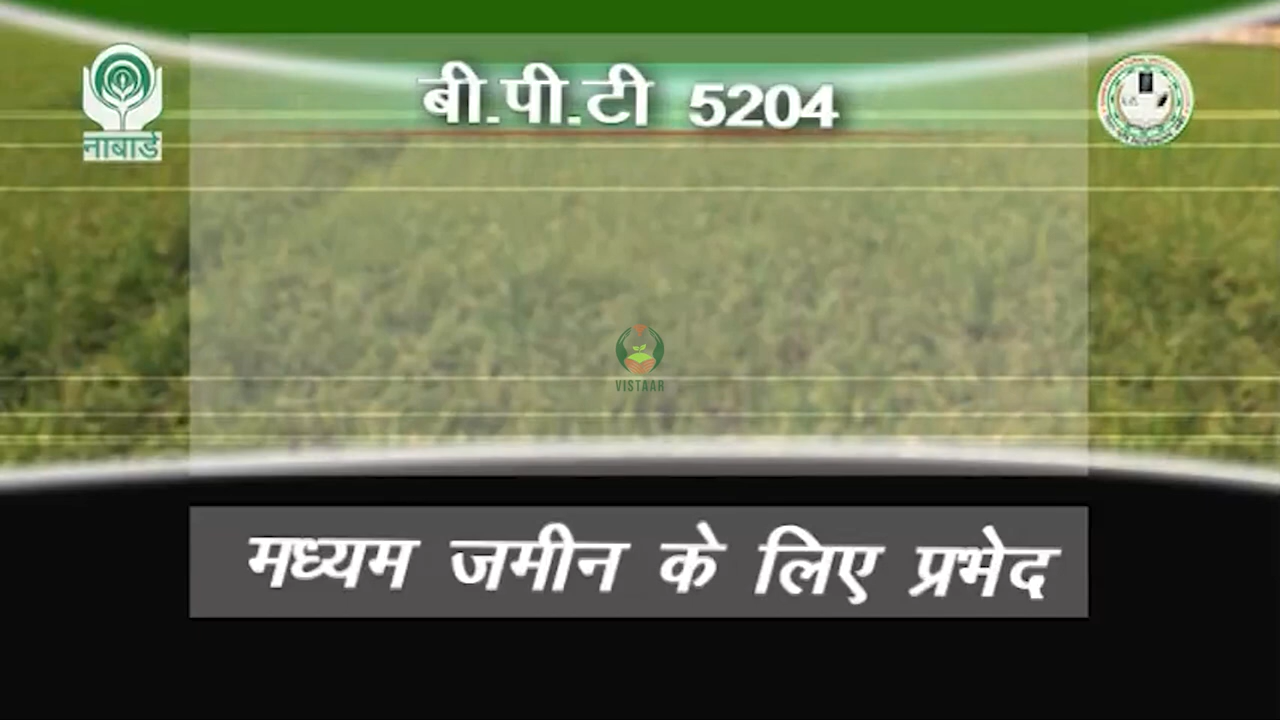 बी.पी.टी 5204
नाबार्ड
VISTAAR
मध्यम जमीन के लिए प्रभेद